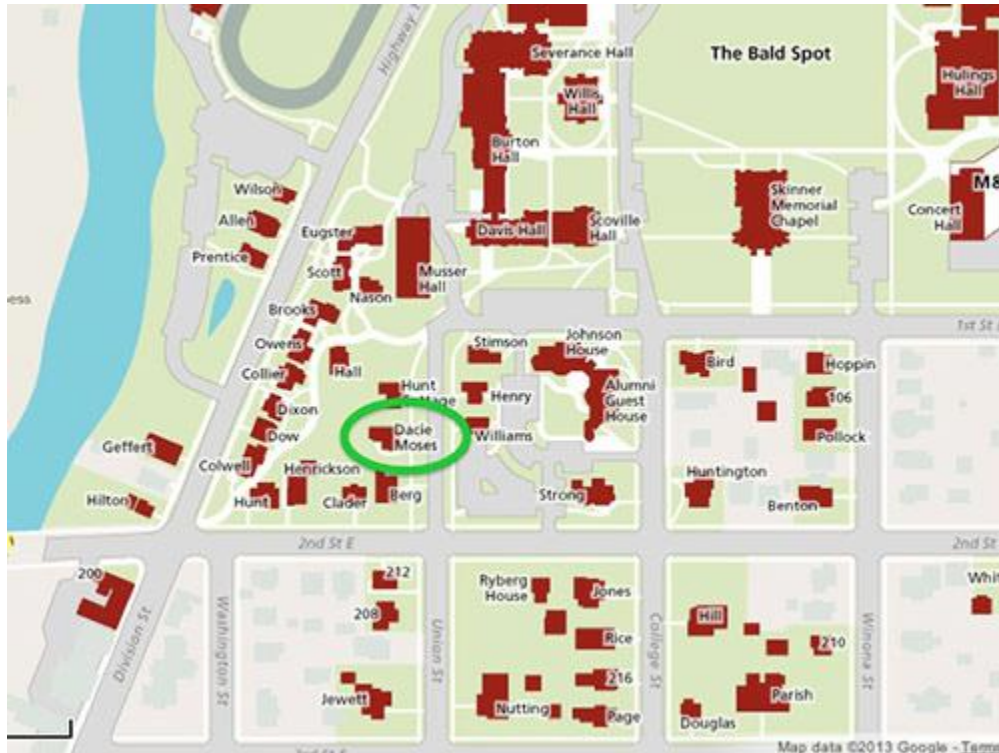 Severance Hall
The Bald Spot
Highway
Willis
Hall
Hulings
Hall
Burton
Hall
Wilson
Allen
Prentice
Eugster
Scott
Nason
Musser
Hall
Davis Hall
Scoville
Hall
Skinner
Memorial
Chapel
Concert
Hall
M&
ess
Brooks
Owens
Collier
Hall
Dixon
Dow
Colwell
Geffert
Hilton
Hunt
Henrickson
Clader
Berg
Hunt
Dacie
Moses
Stimson
Henry
Williams
Johnson
House
Alumni
Guest
House
Strong
1st St
Bird
Hoppin
106
Pollock
Huntington
Benton
2nd St E
2nd St
200
Division St
Washington St
212
208
Jewett
Union St
Ryberg
House
Jones
Rice
216
Nutting
Page
College St
Hill
210
Parish
Douglas
Winona St
Whit
Map data ©2013 Google - Terms